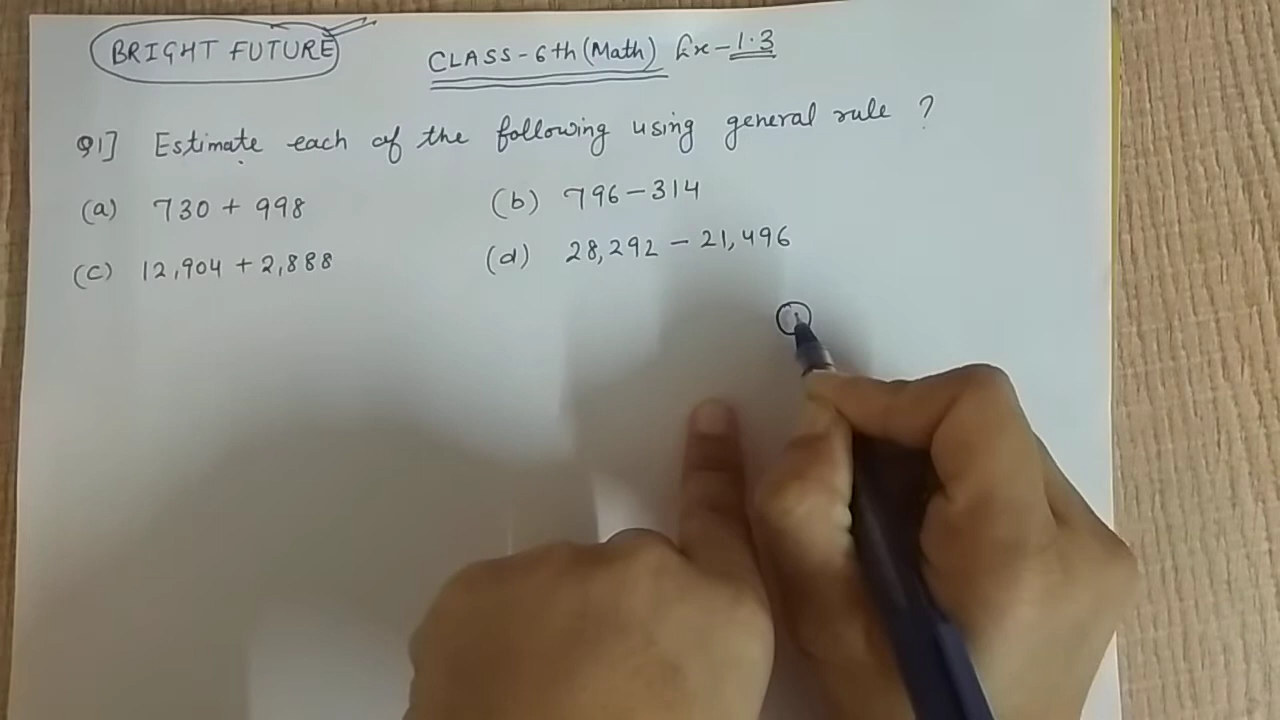 BRIGHT FUTURE CLASS-6th (Math) Ex-1.3
Q1] Estimate each of the following using general rule ?
(a) 730 + 998 (b) 796-314
(c) 12,904 + 2,888 (d) 28,292 - 21,496